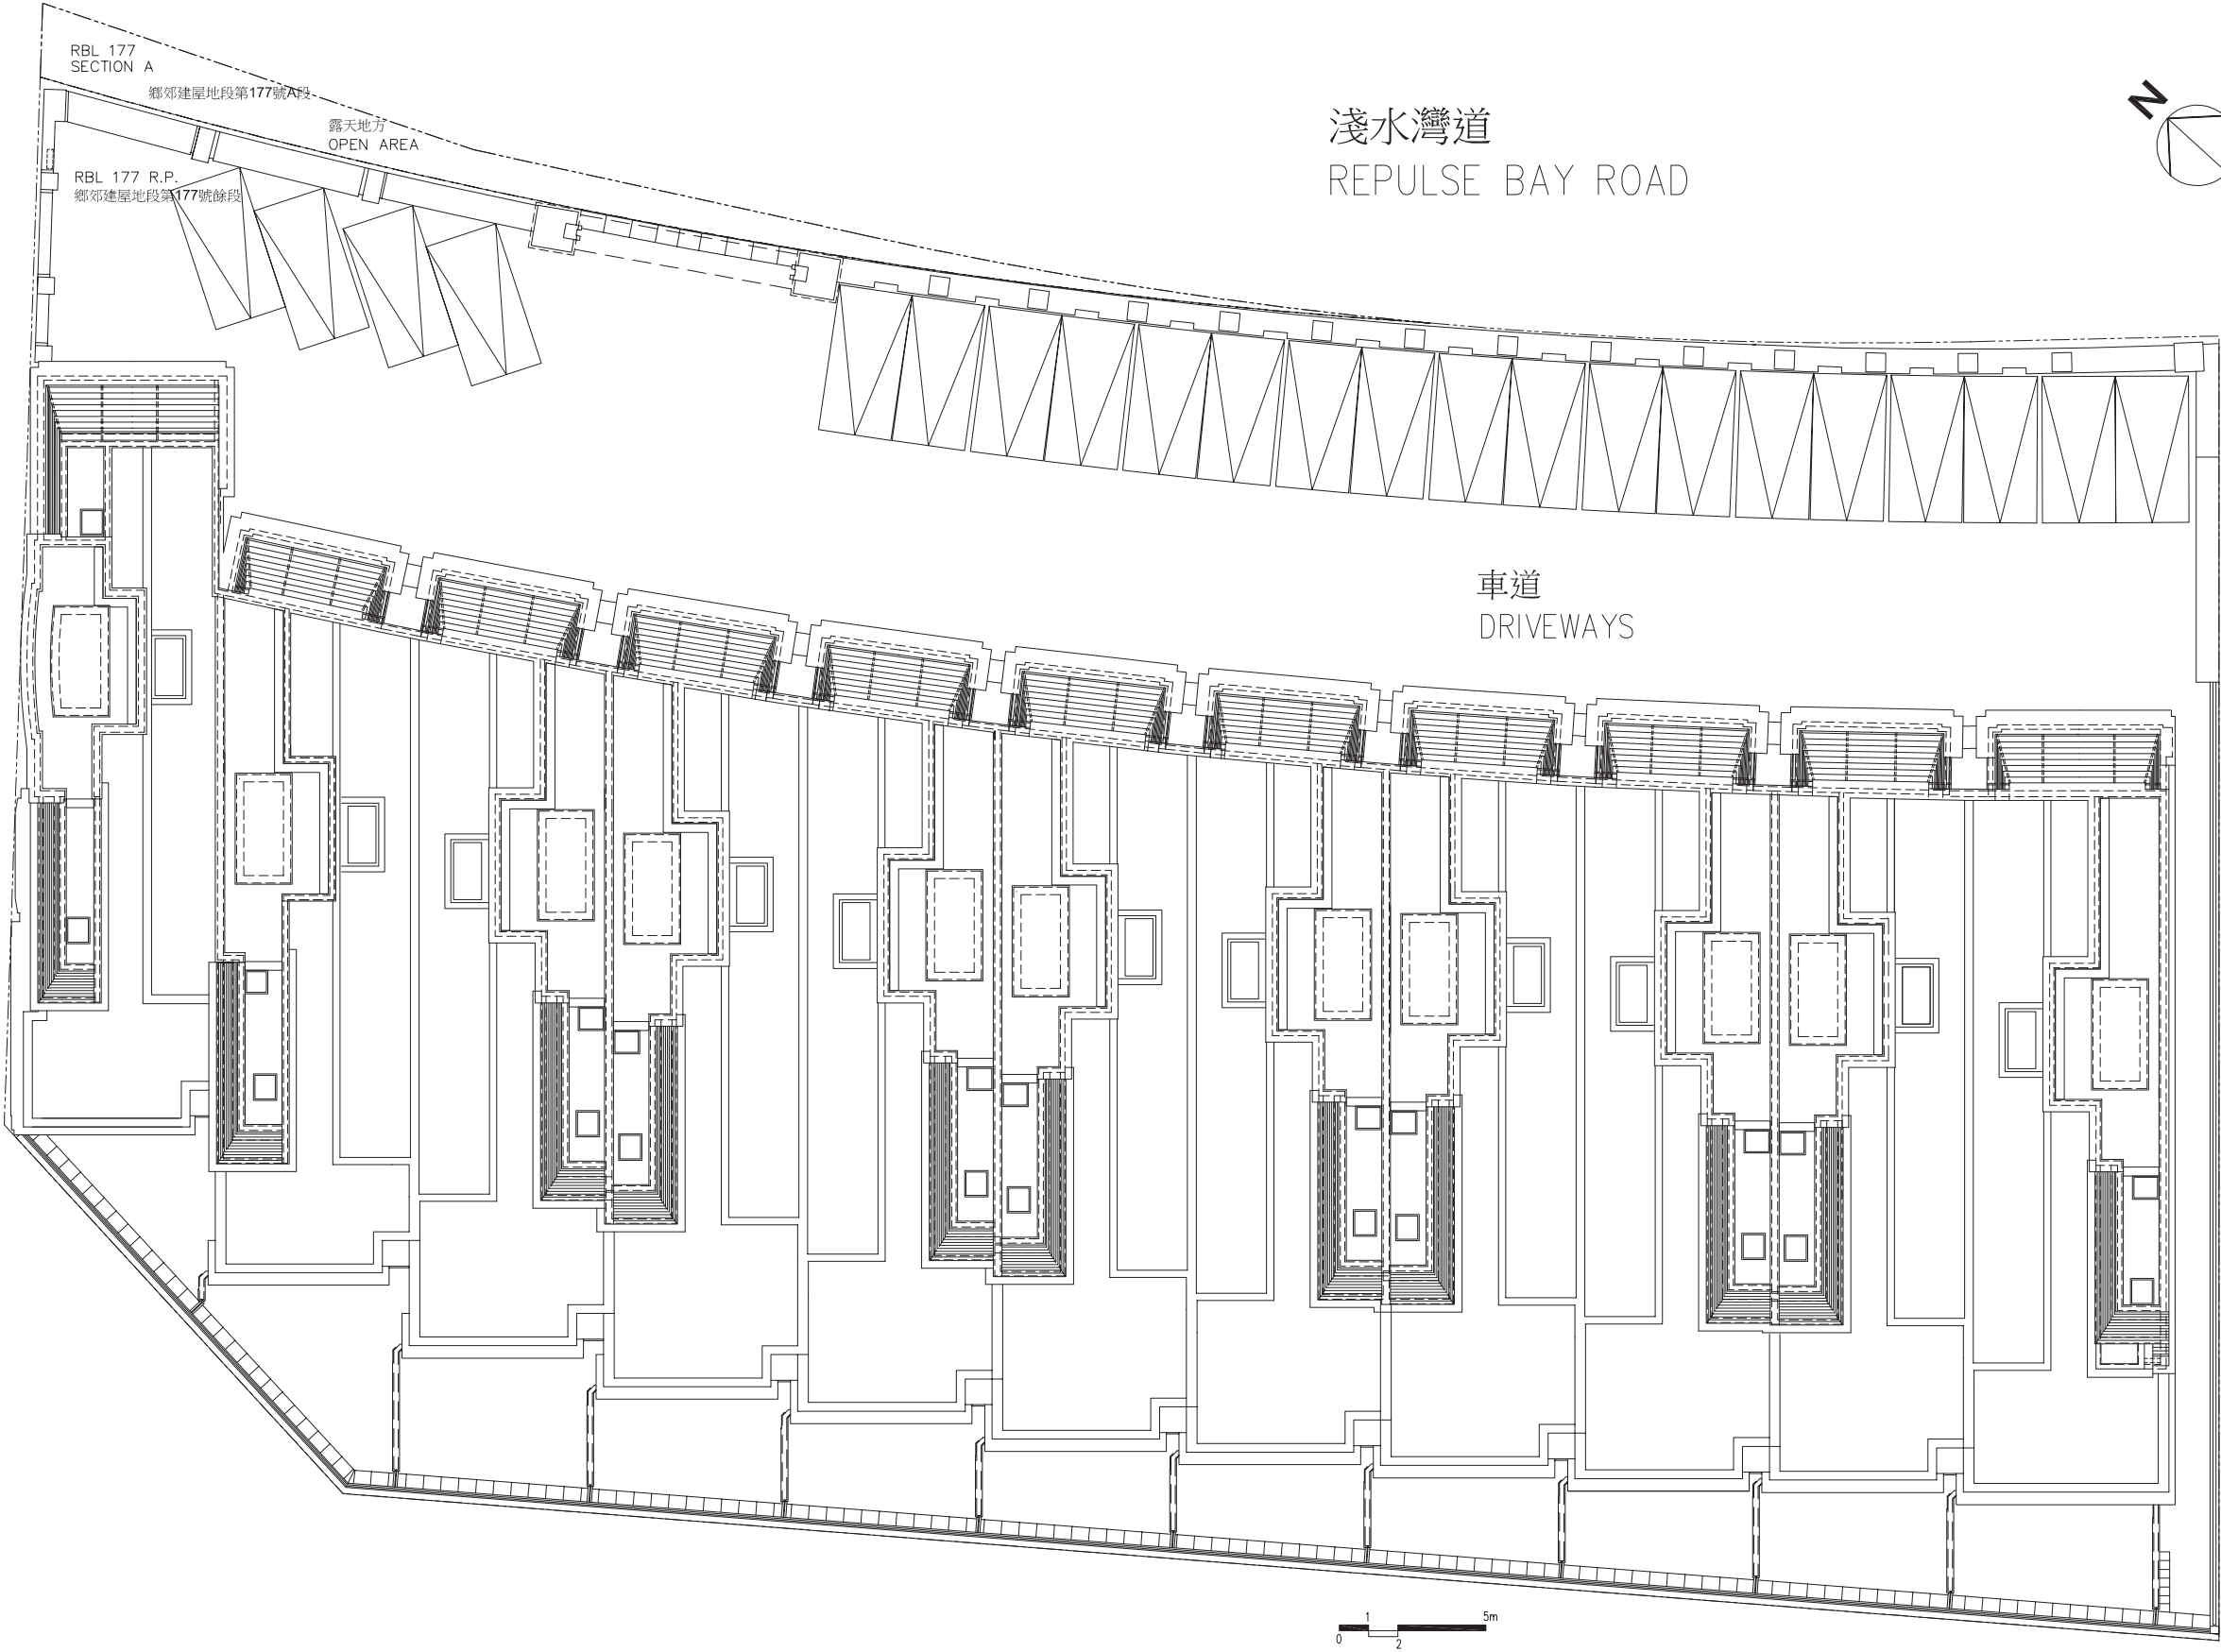 RBL 177
SECTION A
鄉郊建屋地段第177號A段
露天地方
OPEN AREA
RBL 177 R.P.
鄉郊建屋地段第177號餘段
淺水灣道
REPULSE BAY ROAD
N
車道
DRIVEWAYS
1 5m
0 2